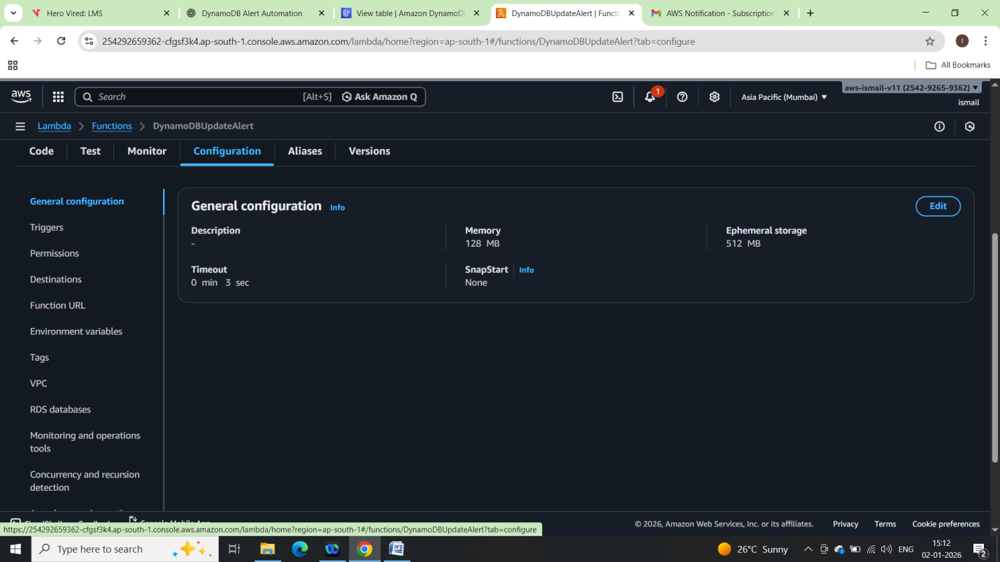 Hero Vired: LMS
DynamoDB Alert Automation
View table | Amazon DynamoD
DynamoDBUpdateAlert | Functi
AWS Notification - Subscription
254292659362-cfgsf3k4.ap-south-1.console.aws.amazon.com/lambda/home?region=ap-south-1#/functions/DynamoDBUpdateAlert?tab=configure
I
All Bookmarks
aws
Search
[Alt+S]
Ask Amazon Q
1
Asia Pacific (Mumbai)
aws-ismail-v11 (2542-9265-9362)
ismail
Lambda
Functions
DynamoDBUpdateAlert
Code
Test
Monitor
Configuration
Aliases
Versions
General configuration
Triggers
Permissions
Destinations
Function URL
Environment variables
Tags
VPC
RDS databases
Monitoring and operations
tools
Concurrency and recursion
detection
General configuration Info
Edit
Description
-
Memory
128 MB
Ephemeral storage
512 MB
Timeout
0 min 3 sec
SnapStart Info
None
Console Mobile App
© 2026, Amazon Web Services, Inc. or its affiliates.
Privacy
Terms
Cookie preferences
https://254292659362-cfgsf3k4.ap-south-1.console.aws.amazon.com/lambda/home?region=ap-south-1#/functions/DynamoDBUpdateAlert?tab=configure
Type here to search
26°C Sunny
ENG
15:12
02-01-2026
2